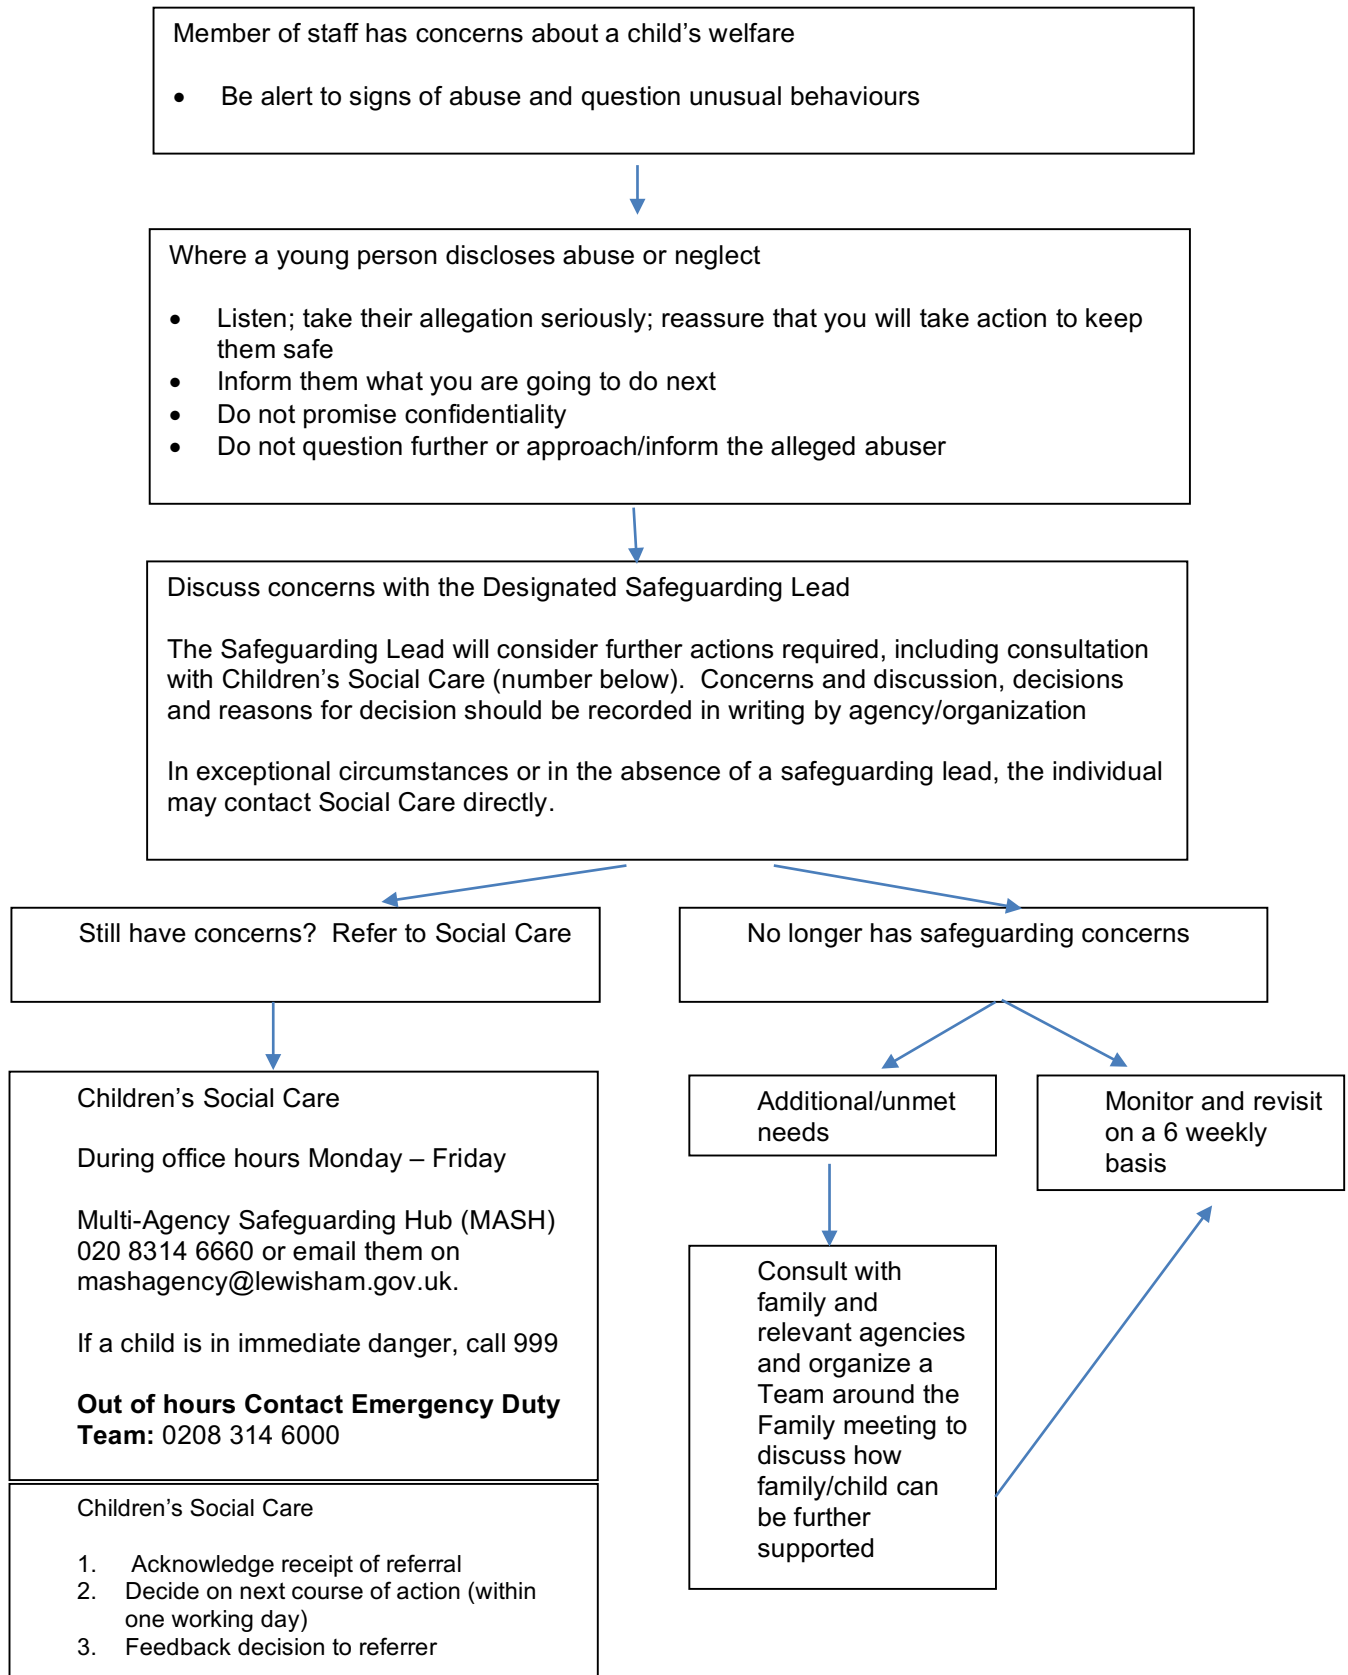 Member of staff has concerns about a child’s welfare
• Be alert to signs of abuse and question unusual behaviours
Where a young person discloses abuse or neglect
• Listen; take their allegation seriously; reassure that you will take action to keep
them safe
• Inform them what you are going to do next
• Do not promise confidentiality
• Do not question further or approach/inform the alleged abuser
Discuss concerns with the Designated Safeguarding Lead
The Safeguarding Lead will consider further actions required, including consultation
with Children’s Social Care (number below).  Concerns and discussion, decisions
and reasons for decision should be recorded in writing by agency/organization
In exceptional circumstances or in the absence of a safeguarding lead, the individual
may contact Social Care directly.
Still have concerns?  Refer to Social Care
No longer has safeguarding concerns
Children’s Social Care
During office hours Monday – Friday
Multi-Agency Safeguarding Hub (MASH)
020 8314 6660 or email them on
mashagency@lewisham.gov.uk.
If a child is in immediate danger, call 999
Out of hours Contact Emergency Duty
Team: 0208 314 6000
Children’s Social Care
1. Acknowledge receipt of referral
2. Decide on next course of action (within
one working day)
3. Feedback decision to referrer
Additional/unmet
needs
Monitor and revisit
on a 6 weekly
basis
Consult with
family and
relevant agencies
and organize a
Team around the
Family meeting to
discuss how
family/child can
be further
supported